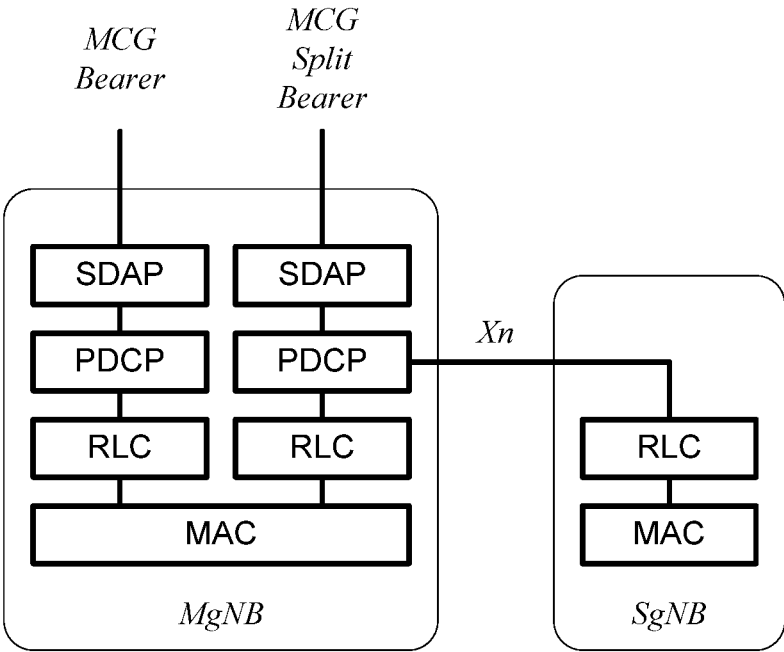 MCG
Bearer
MCG
Split
Bearer
SDAP
SDAP
PDCP
PDCP
Xn
RLC
RLC
RLC
MAC
MAC
MgNB
SgNB